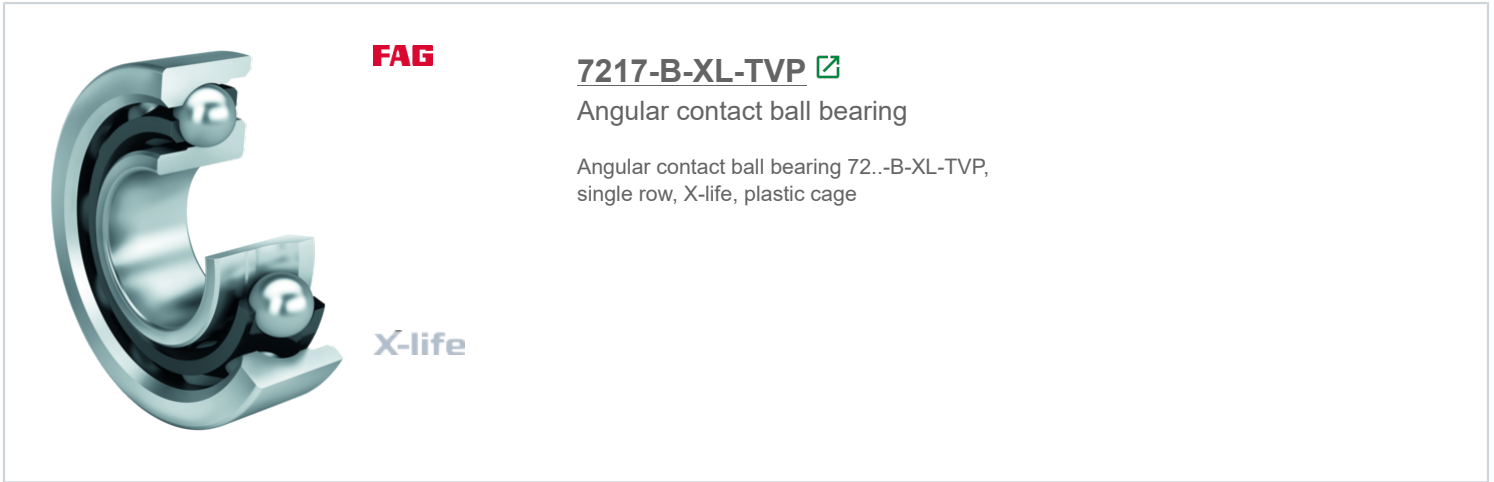 FAG
7217-B-XL-TVP
Angular contact ball bearing
Angular contact ball bearing 72..-B-XL-TVP,
single row, X-life, plastic cage
X-life